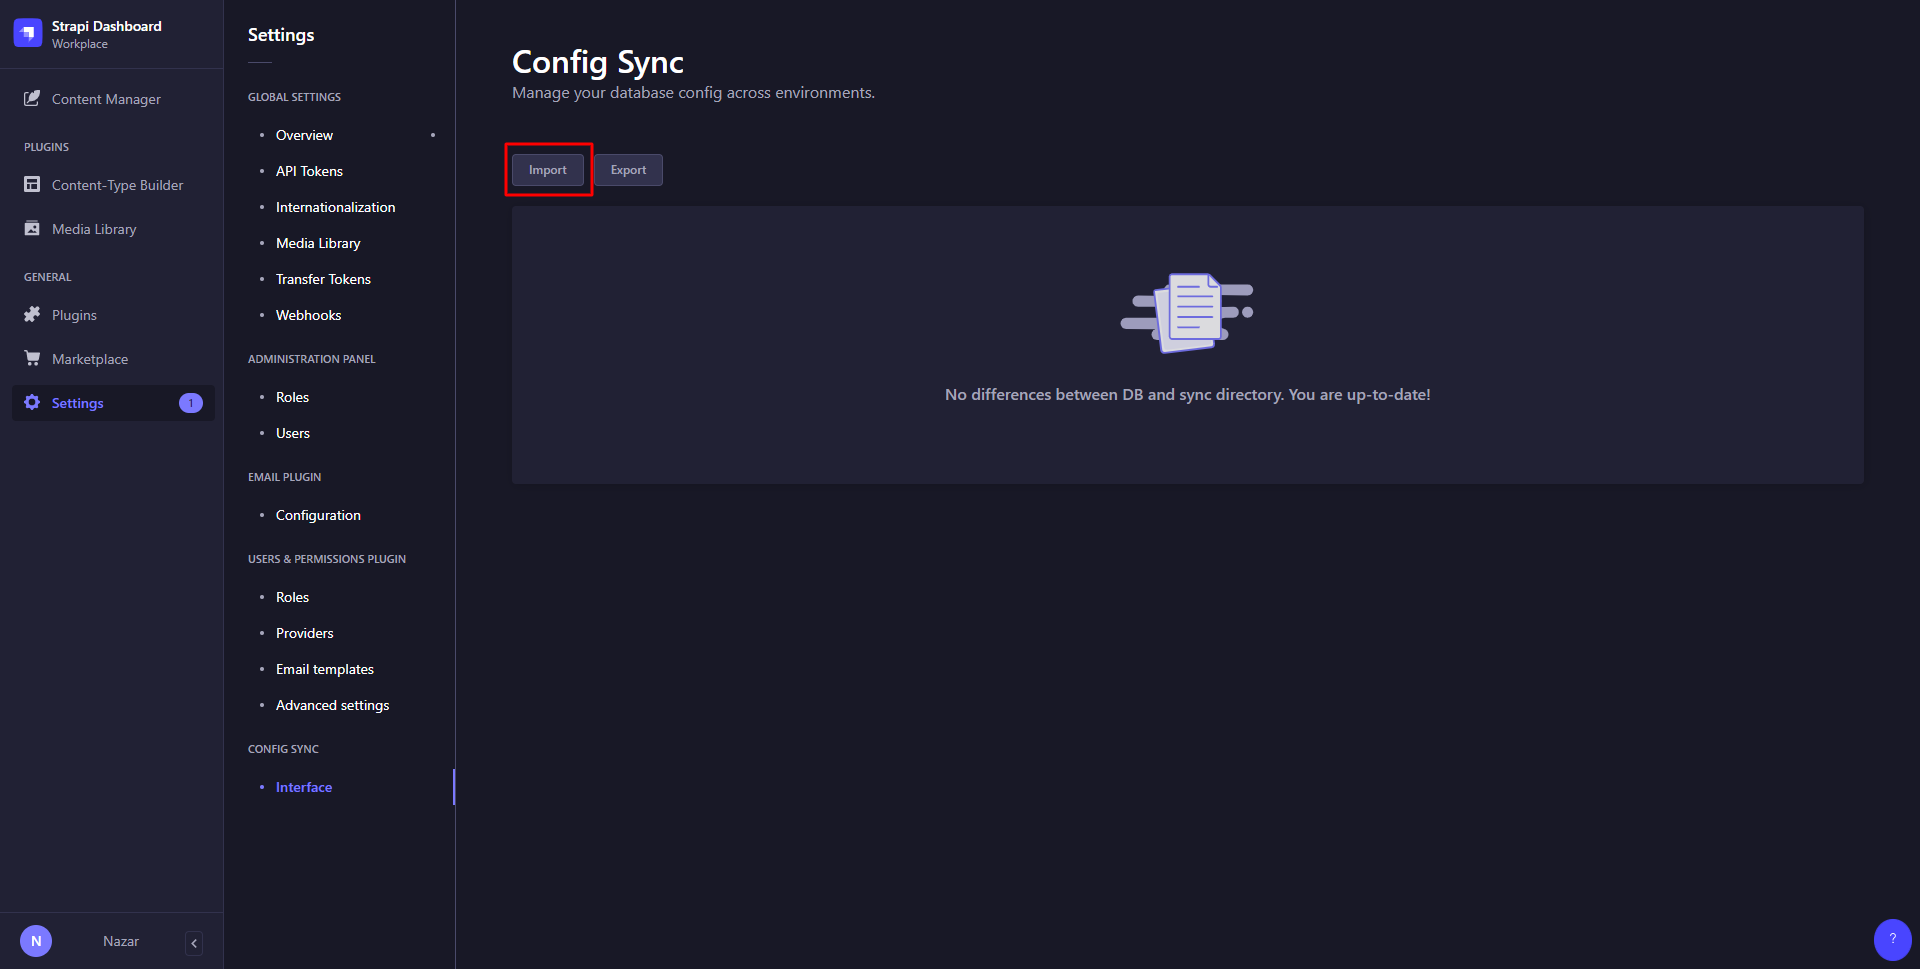 Strapi Dashboard
Workplace
Content Manager
PLUGINS
Content-Type Builder
Media Library
GENERAL
Plugins
Marketplace
Settings
1
N
Nazar
Settings
GLOBAL SETTINGS
Overview
API Tokens
Internationalization
Media Library
Transfer Tokens
Webhooks
ADMINISTRATION PANEL
Roles
Users
EMAIL PLUGIN
Configuration
USERS & PERMISSIONS PLUGIN
Roles
Providers
Email templates
Advanced settings
CONFIG SYNC
Interface
Config Sync
Manage your database config across environments.
Import
Export
No differences between DB and sync directory. You are up-to-date!
?